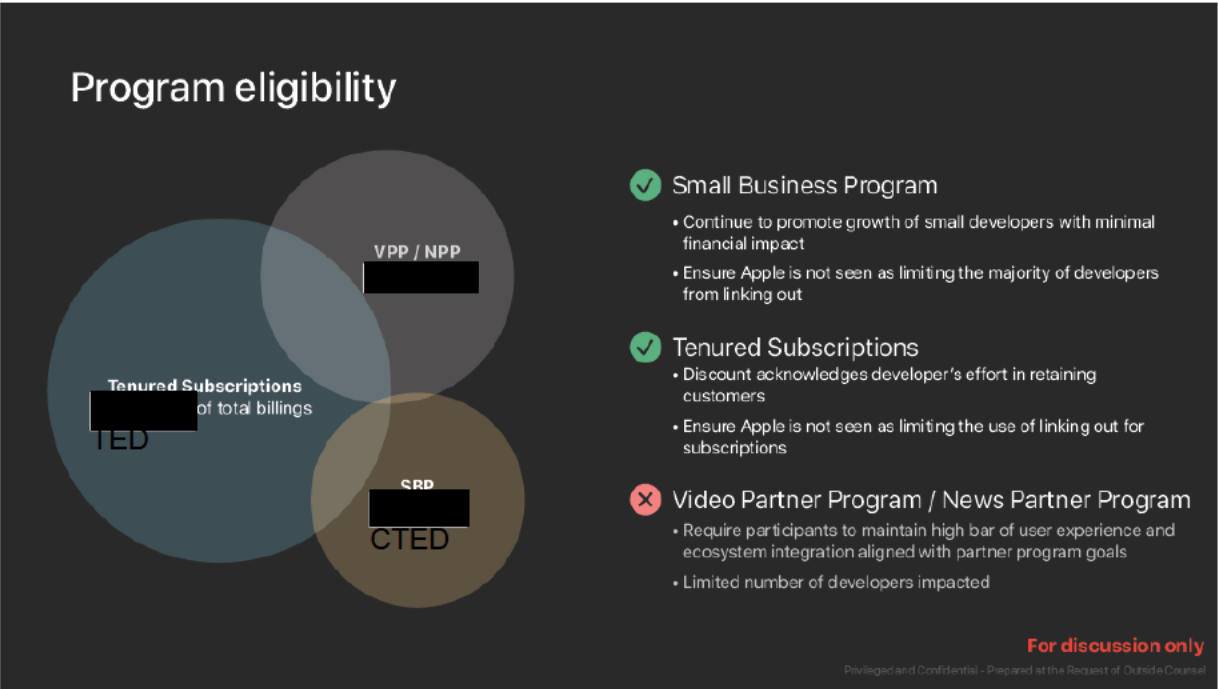 Program eligibility
VPP / NPP
Tenured Subscriptions
of total billings
TED
SBP
CTED
Small Business Program
• Continue to promote growth of small developers with minimal
financial impact
• Ensure Apple is not seen as limiting the majority of developers
from linking out
Tenured Subscriptions
• Discount acknowledges developer's effort in retaining
customers
• Ensure Apple is not seen as limiting the use of linking out for
subscriptions
Video Partner Program / News Partner Program
• Require participants to maintain high bar of user experience and
ecosystem integration aligned with partner program goals
• Limited number of developers impacted
For discussion only
Privileged and Confidential - Prepared at the Request of Outside Counsel